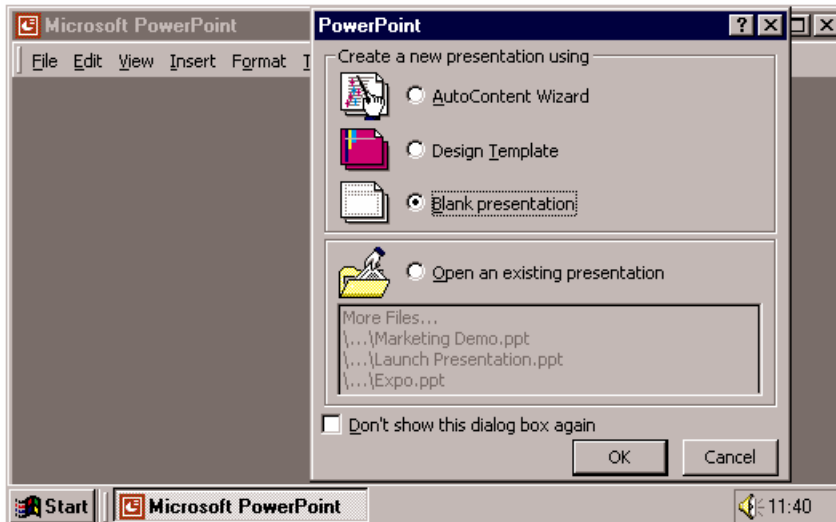 Microsoft PowerPoint
File Edit View Insert Format T
PowerPoint
Create a new presentation using
AutoContent Wizard
Design Template
Blank presentation
Open an existing presentation
More Files...
\...\Marketing Demo.ppt
\...\Launch Presentation.ppt
\...\Expo.ppt
Don't show this dialog box again
OK Cancel
Start Microsoft PowerPoint 11:40